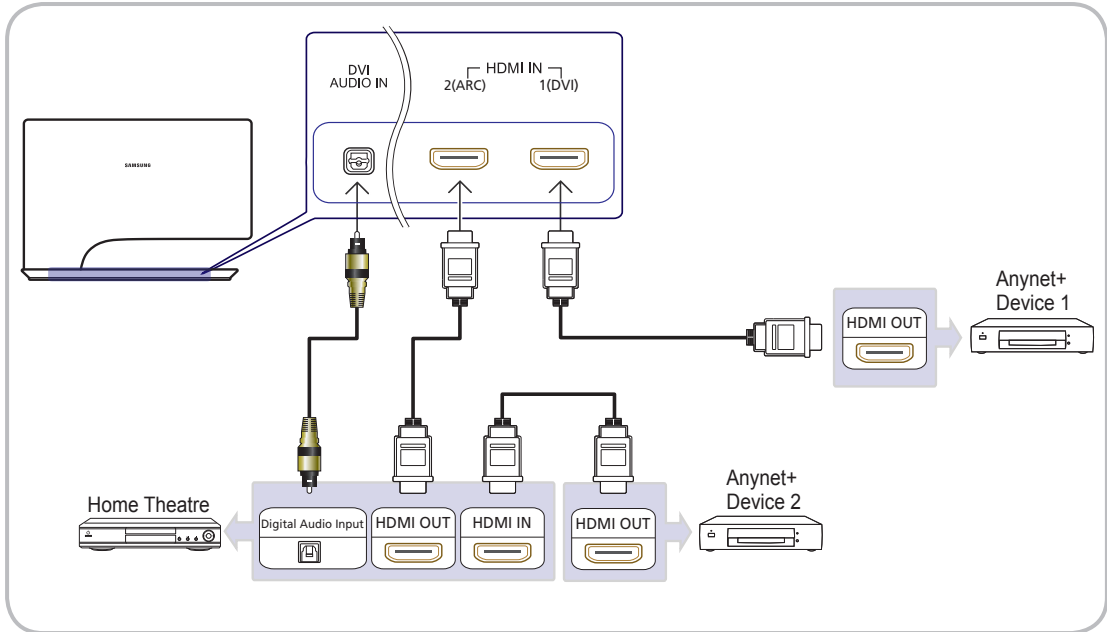 DVI
AUDIO IN
HDMI IN
2(ARC)
1(DVI)
SAMSUNG
Anynet+
Device 1
HDMI OUT
Anynet+
Device 2
Home Theatre
Digital Audio Input
HDMI OUT
HDMI IN
HDMI OUT